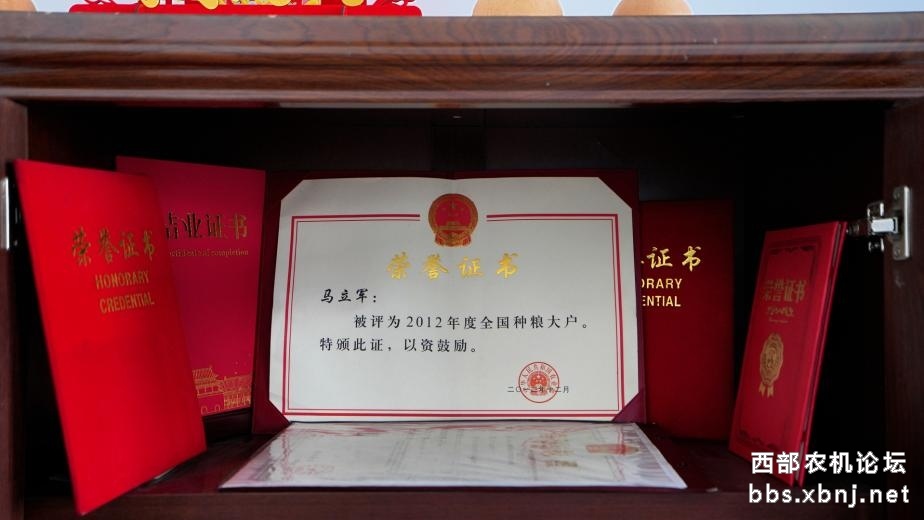 荣誉证书
HONORARY
CREDENTIAL
结业证书
荣誉证书
马立军：
被评为2012年度全国种粮大户。
特颁此证，以资鼓励。
证书
ORARY
ENTIAL
荣誉证书
西部农机论坛
bbs.xbnj.net